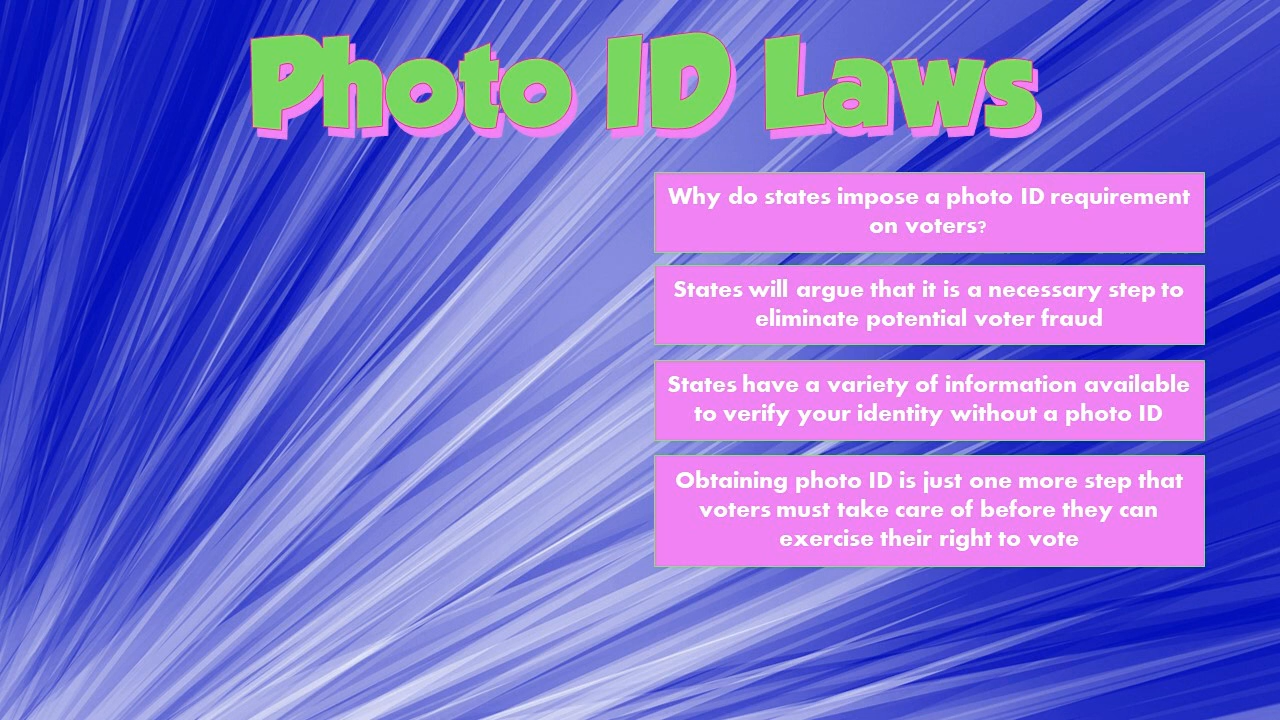 Photo ID Laws
Why do states impose a photo ID requirement
on voters?
States will argue that it is a necessary step to
eliminate potential voter fraud
States have a variety of information available
to verify your identity without a photo ID
Obtaining photo ID is just one more step that
voters must take care of before they can
exercise their right to vote